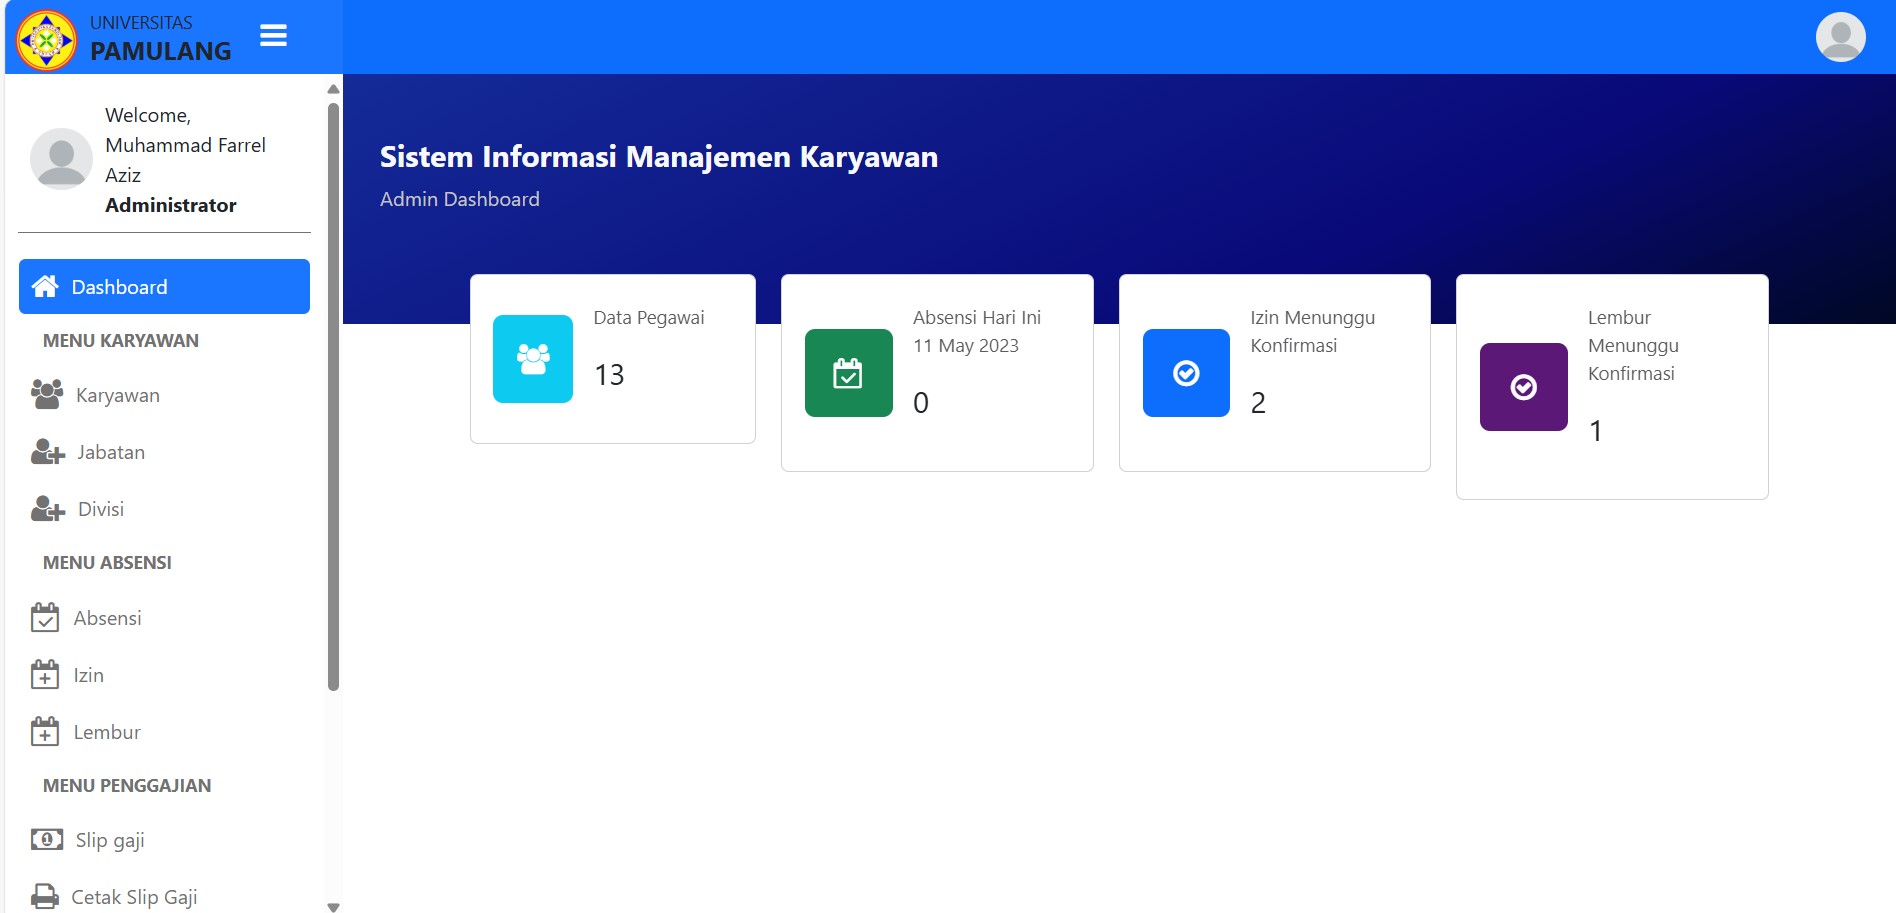 UNIVERSITAS
PAMULANG
Welcome,
Muhammad Farrel
Aziz
Administrator
Dashboard
MENU KARYAWAN
Karyawan
Jabatan
Divisi
MENU ABSENSI
Absensi
Izin
Lembur
MENU PENGGAJIAN
Slip gaji
Cetak Slip Gaji
Sistem Informasi Manajemen Karyawan
Admin Dashboard
Data Pegawai
13
Absensi Hari Ini
11 May 2023
0
Izin Menunggu
Konfirmasi
2
Lembur
Menunggu
Konfirmasi
1